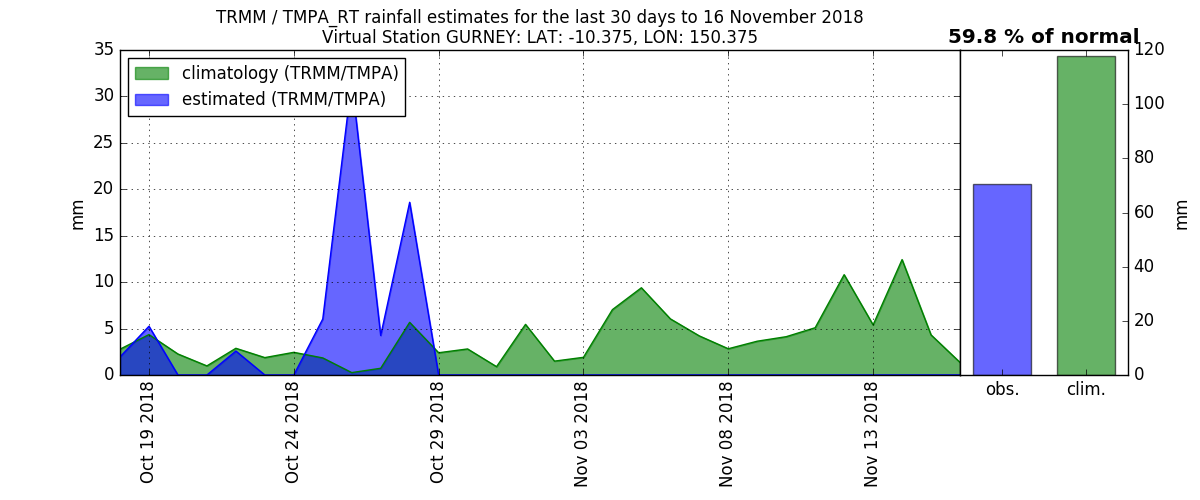 TRMM / TMPA_RT rainfall estimates for the last 30 days to 16 November 2018
Virtual Station GURNEY: LAT: -10.375, LON: 150.375
59.8 % of normal
climatology (TRMM/TMPA)
estimated (TRMM/TMPA)
35
30
25
20
15
10
5
0
mm
Oct 19 2018
Oct 24 2018
Oct 29 2018
Nov 03 2018
Nov 08 2018
Nov 13 2018
120
100
80
60
40
20
0
mm
obs.
clim.